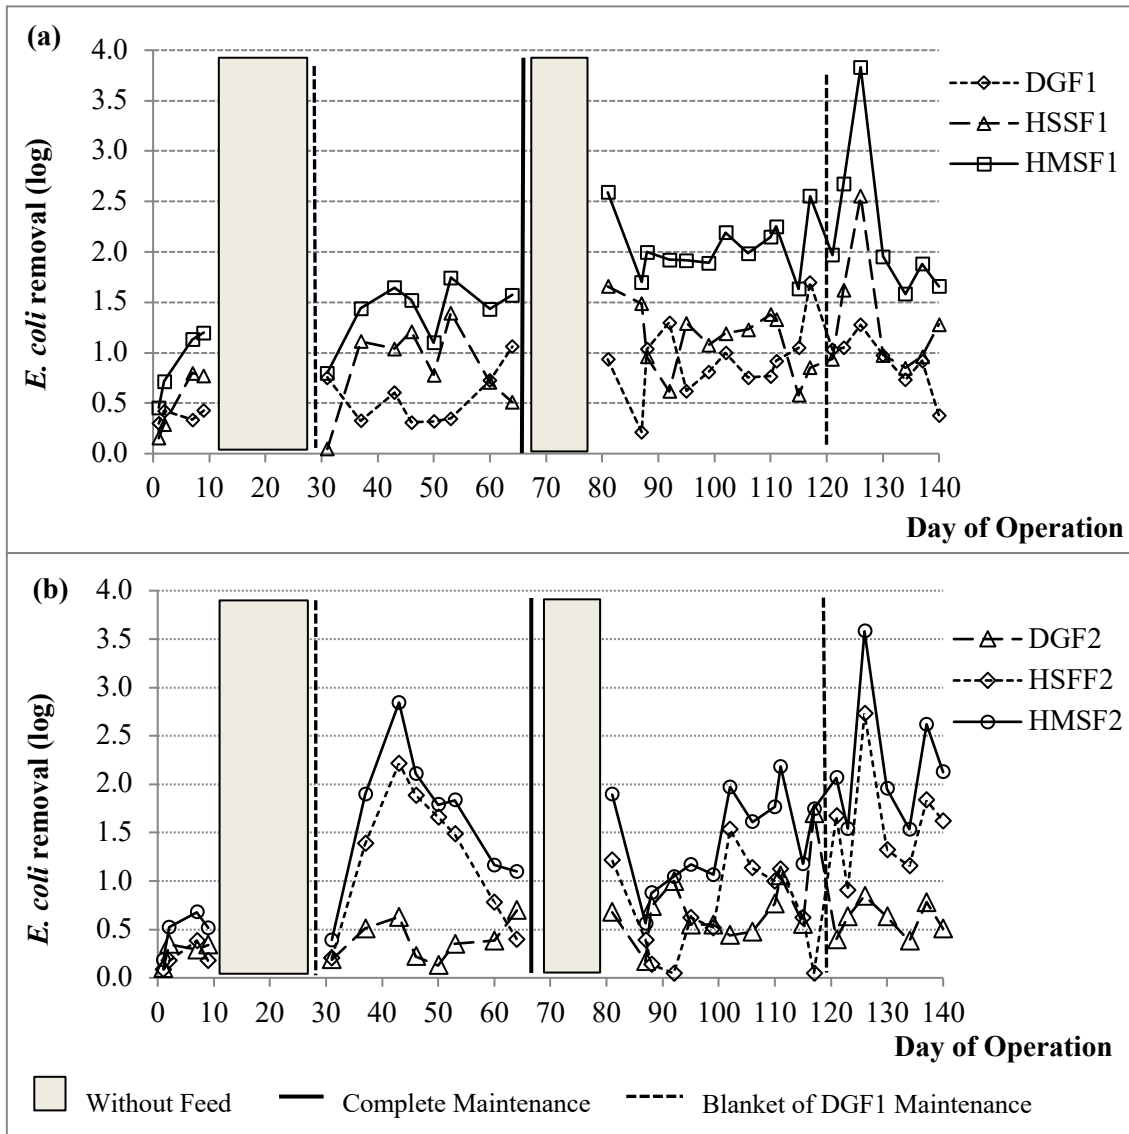 (a)
4.0
3.5
3.0
2.5
2.0
1.5
1.0
0.5
0.0
E. coli removal (log)
0 10 20 30 40 50 60 70 80 90 100 110 120 130 140
Day of Operation
DGF1
HSSF1
HMSF1
(b)
4.0
3.5
3.0
2.5
2.0
1.5
1.0
0.5
0.0
E. coli removal (log)
0 10 20 30 40 50 60 70 80 90 100 110 120 130 140
Day of Operation
DGF2
HSFF2
HMSF2
Without Feed Complete Maintenance Blanket of DGF1 Maintenance